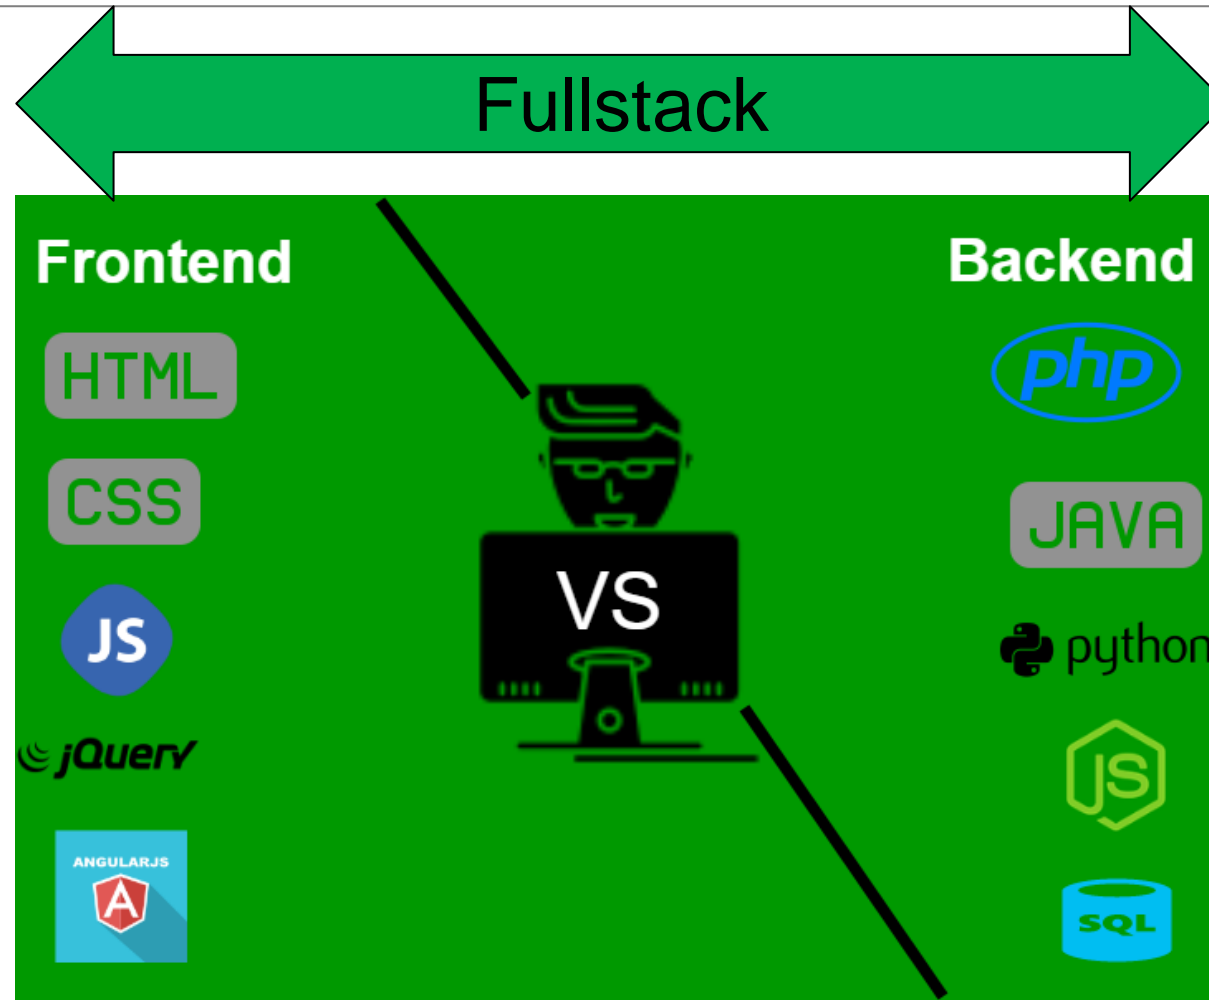 Fullstack
Frontend
Backend
HTML
CSS
JS
jQuery
ANGULARJS
A
VS
php
JAVA
python
JS
SQL